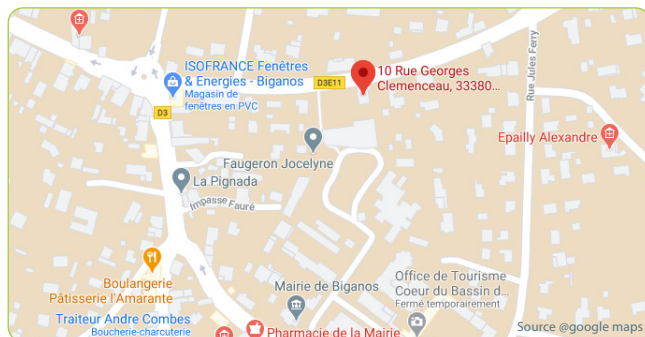 ISOFRANCE Fenêtres
& Energies - Biganos
Magasin de
fenêtres en PVC
D3E11
10 Rue Georges
Clemenceau, 33380...
Rue Jules Ferry
D3
Epailly Alexandre
Faugeron Jocelyne
La Pignada
Impasse Fauré
Boulangerie
Pâtisserie l'Amarante
Mairie de Biganos
Office de Tourisme
Coeur du Bassin d...
Fermé temporairement
Traiteur Andre Combes
Boucherie-charcuterie
Pharmacie de la Mairie
Source @google maps